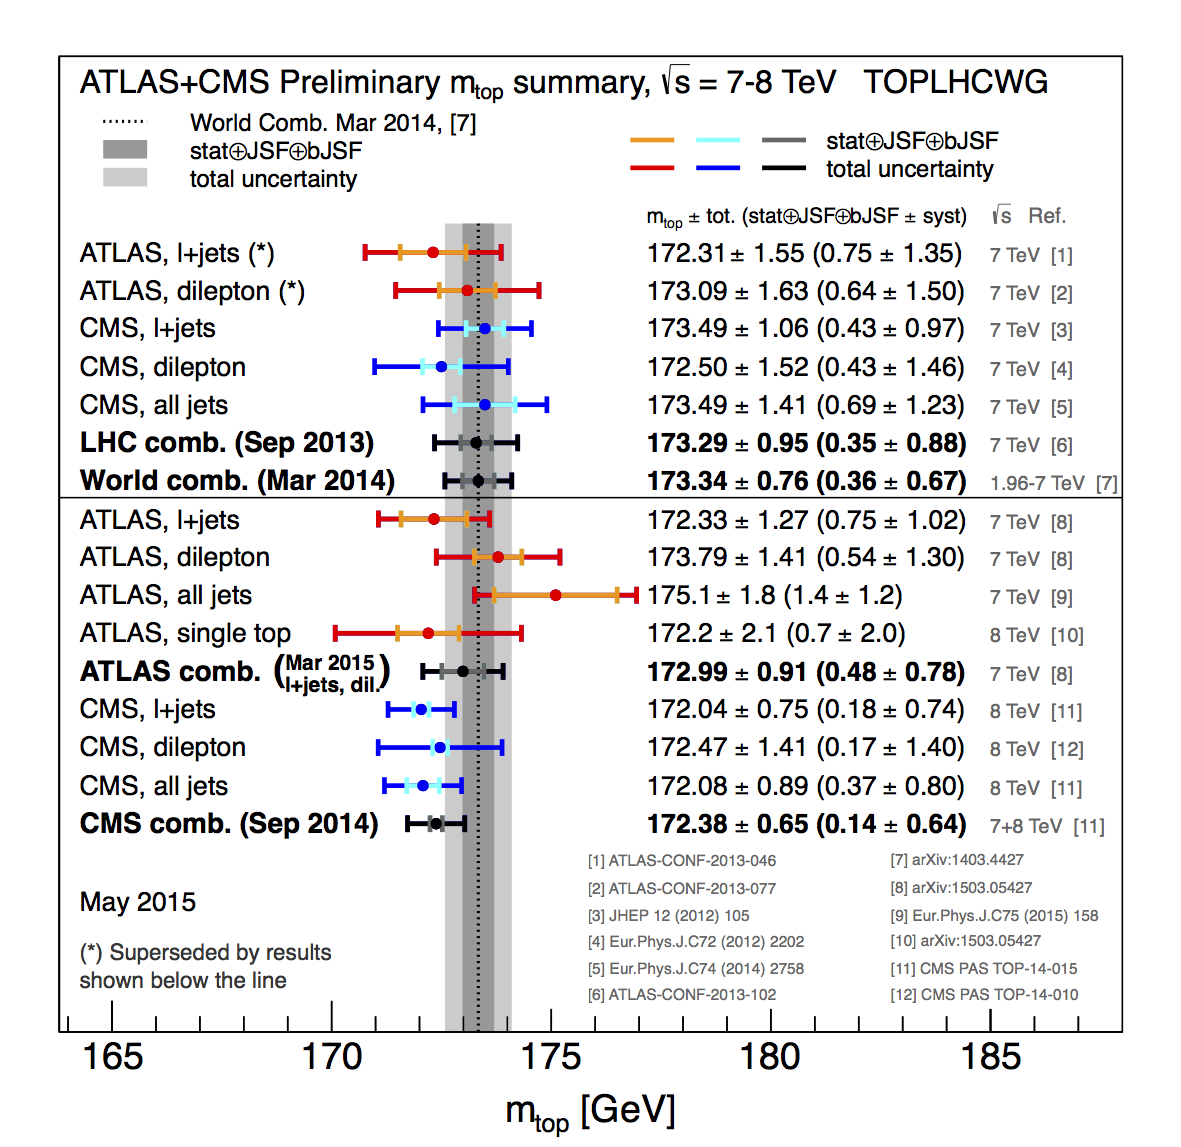 ATLAS+CMS Preliminary m_top summary, √s = 7-8 TeV TOPLHCWG
World Comb. Mar 2014, [7]
stat⊕JSF⊕bJSF
total uncertainty
stat⊕JSF⊕bJSF
total uncertainty
m_top ± tot. (stat⊕JSF⊕bJSF ± syst) √s Ref.
ATLAS, l+jets (*) 172.31 ± 1.55 (0.75 ± 1.35) 7 TeV [1]
ATLAS, dilepton (*) 173.09 ± 1.63 (0.64 ± 1.50) 7 TeV [2]
CMS, l+jets 173.49 ± 1.06 (0.43 ± 0.97) 7 TeV [3]
CMS, dilepton 172.50 ± 1.52 (0.43 ± 1.46) 7 TeV [4]
CMS, all jets 173.49 ± 1.41 (0.69 ± 1.23) 7 TeV [5]
LHC comb. (Sep 2013) 173.29 ± 0.95 (0.35 ± 0.88) 7 TeV [6]
World comb. (Mar 2014) 173.34 ± 0.76 (0.36 ± 0.67) 1.96-7 TeV [7]
ATLAS, l+jets 172.33 ± 1.27 (0.75 ± 1.02) 7 TeV [8]
ATLAS, dilepton 173.79 ± 1.41 (0.54 ± 1.30) 7 TeV [8]
ATLAS, all jets 175.1 ± 1.8 (1.4 ± 1.2) 7 TeV [9]
ATLAS, single top 172.2 ± 2.1 (0.7 ± 2.0) 8 TeV [10]
ATLAS comb. (Mar 2015 l+jets, dil.) 172.99 ± 0.91 (0.48 ± 0.78) 7 TeV [8]
CMS, l+jets 172.04 ± 0.75 (0.18 ± 0.74) 8 TeV [11]
CMS, dilepton 172.47 ± 1.41 (0.17 ± 1.40) 8 TeV [12]
CMS, all jets 172.08 ± 0.89 (0.37 ± 0.80) 8 TeV [11]
CMS comb. (Sep 2014) 172.38 ± 0.65 (0.14 ± 0.64) 7+8 TeV [11]
[1] ATLAS-CONF-2013-046
[2] ATLAS-CONF-2013-077
[3] JHEP 12 (2012) 105
[4] Eur.Phys.J.C72 (2012) 2202
[5] Eur.Phys.J.C74 (2014) 2758
[6] ATLAS-CONF-2013-102
[7] arXiv:1403.4427
[8] arXiv:1503.05427
[9] Eur.Phys.J.C75 (2015) 158
[10] arXiv:1503.05427
[11] CMS PAS TOP-14-015
[12] CMS PAS TOP-14-010
May 2015
(*) Superseded by results
shown below the line
165 170 175 180 185
m_top [GeV]